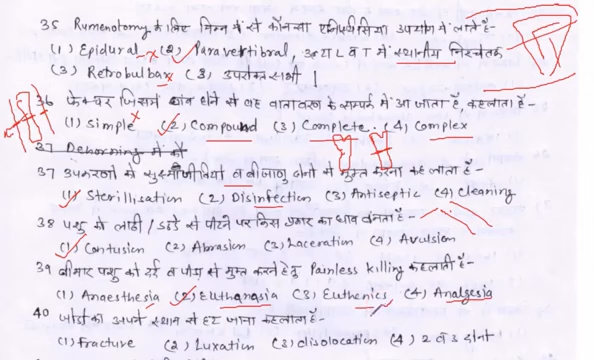 35 Rumenotomy के लिए निम्न में से कौनसा एनेस्थिसिया उपयोग में लाते हैं-
(1) Epidural (2) Paravertibral, उल्टा L व T में स्थानीय निश्चेतक
(3) Retrobulbar (3) उपरोक्त सभी |
36 फ्रेक्चर जिसमें घाव होने से वह वातावरण के सम्पर्क में आ जाता है, कहलाता है-
(1) Simple (2) Compound (3) Complete (4) Complex
37 Dehorning में को
37 उपकरणों से सूक्ष्मजीवियों व बीजाणु दोनों से मुक्त करना कहलाता है-
(1) Sterillisation (2) Disinfection (3) Antiseptic (4) Cleaning
38 पशु को लाठी / डंडे से पीटने पर किस प्रकार का घाव बनता है-
(1) Contusion (2) Abrasion (3) Laceration (4) Avulsion
39 बीमार पशु को दर्द व पीड़ा से मुक्त करने हेतु Painless killing कहलाती है-
(1) Anaesthesia (2) Euthanasia (3) Euthenics (4) Analgesia
40 जोड़ का अपने स्थान से हट जाना कहलाता है-
(1) Fracture (2) Luxation (3) disolocation (4) 2 व 3 दोनों